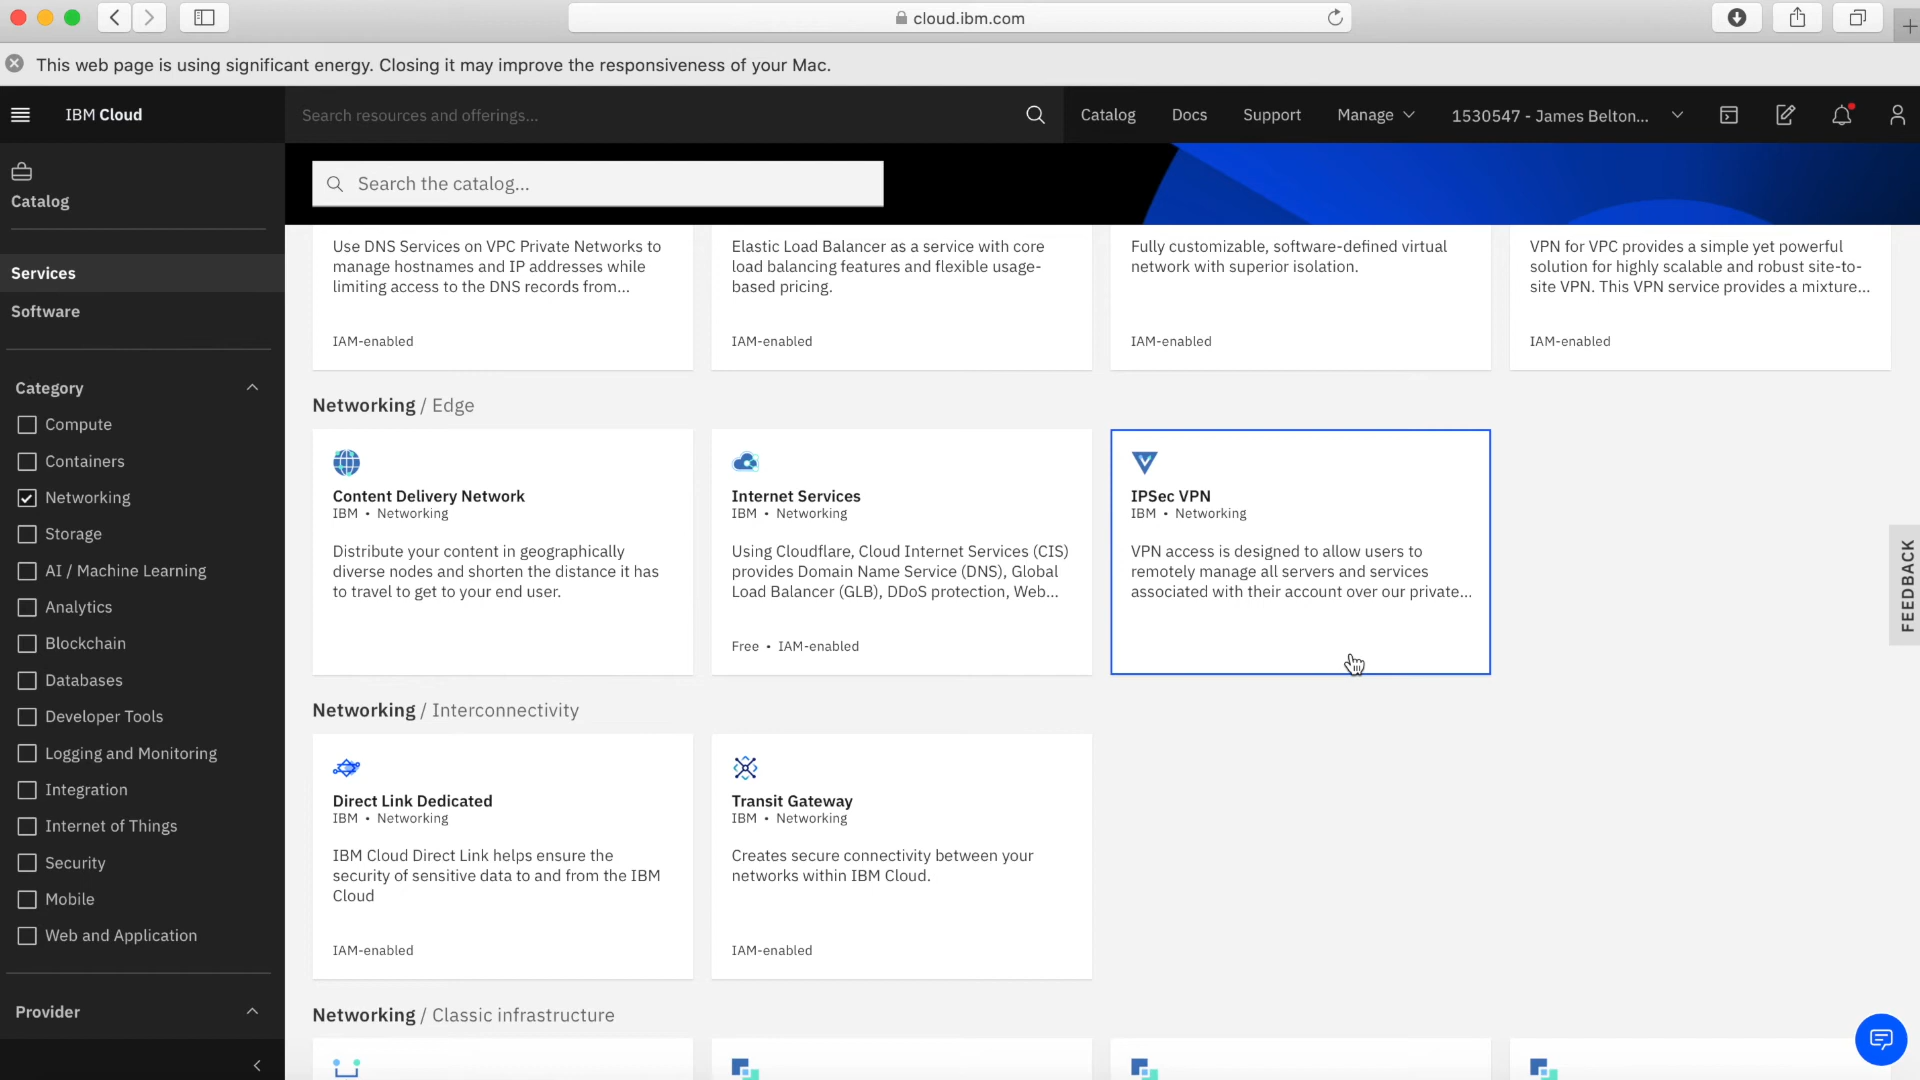 cloud.ibm.com
This web page is using significant energy. Closing it may improve the responsiveness of your Mac.
IBM Cloud
Search resources and offerings...
Catalog
Docs
Support
Manage
1530547 - James Belton...
Catalog
Search the catalog...
Services
Software
Category
Compute
Containers
Networking
Storage
AI / Machine Learning
Analytics
Blockchain
Databases
Developer Tools
Logging and Monitoring
Integration
Internet of Things
Security
Mobile
Web and Application
Provider
Use DNS Services on VPC Private Networks to
manage hostnames and IP addresses while
limiting access to the DNS records from...
IAM-enabled
Elastic Load Balancer as a service with core
load balancing features and flexible usage-
based pricing.
IAM-enabled
Fully customizable, software-defined virtual
network with superior isolation.
IAM-enabled
VPN for VPC provides a simple yet powerful
solution for highly scalable and robust site-to-
site VPN. This VPN service provides a mixture...
IAM-enabled
Networking / Edge
Content Delivery Network
IBM • Networking
Distribute your content in geographically
diverse nodes and shorten the distance it has
to travel to get to your end user.
Internet Services
IBM • Networking
Using Cloudflare, Cloud Internet Services (CIS)
provides Domain Name Service (DNS), Global
Load Balancer (GLB), DDoS protection, Web...
Free • IAM-enabled
IPSec VPN
IBM • Networking
VPN access is designed to allow users to
remotely manage all servers and services
associated with their account over our private...
FEEDBACK
Networking / Interconnectivity
Direct Link Dedicated
IBM • Networking
IBM Cloud Direct Link helps ensure the
security of sensitive data to and from the IBM
Cloud
IAM-enabled
Transit Gateway
IBM • Networking
Creates secure connectivity between your
networks within IBM Cloud.
IAM-enabled
Networking / Classic infrastructure